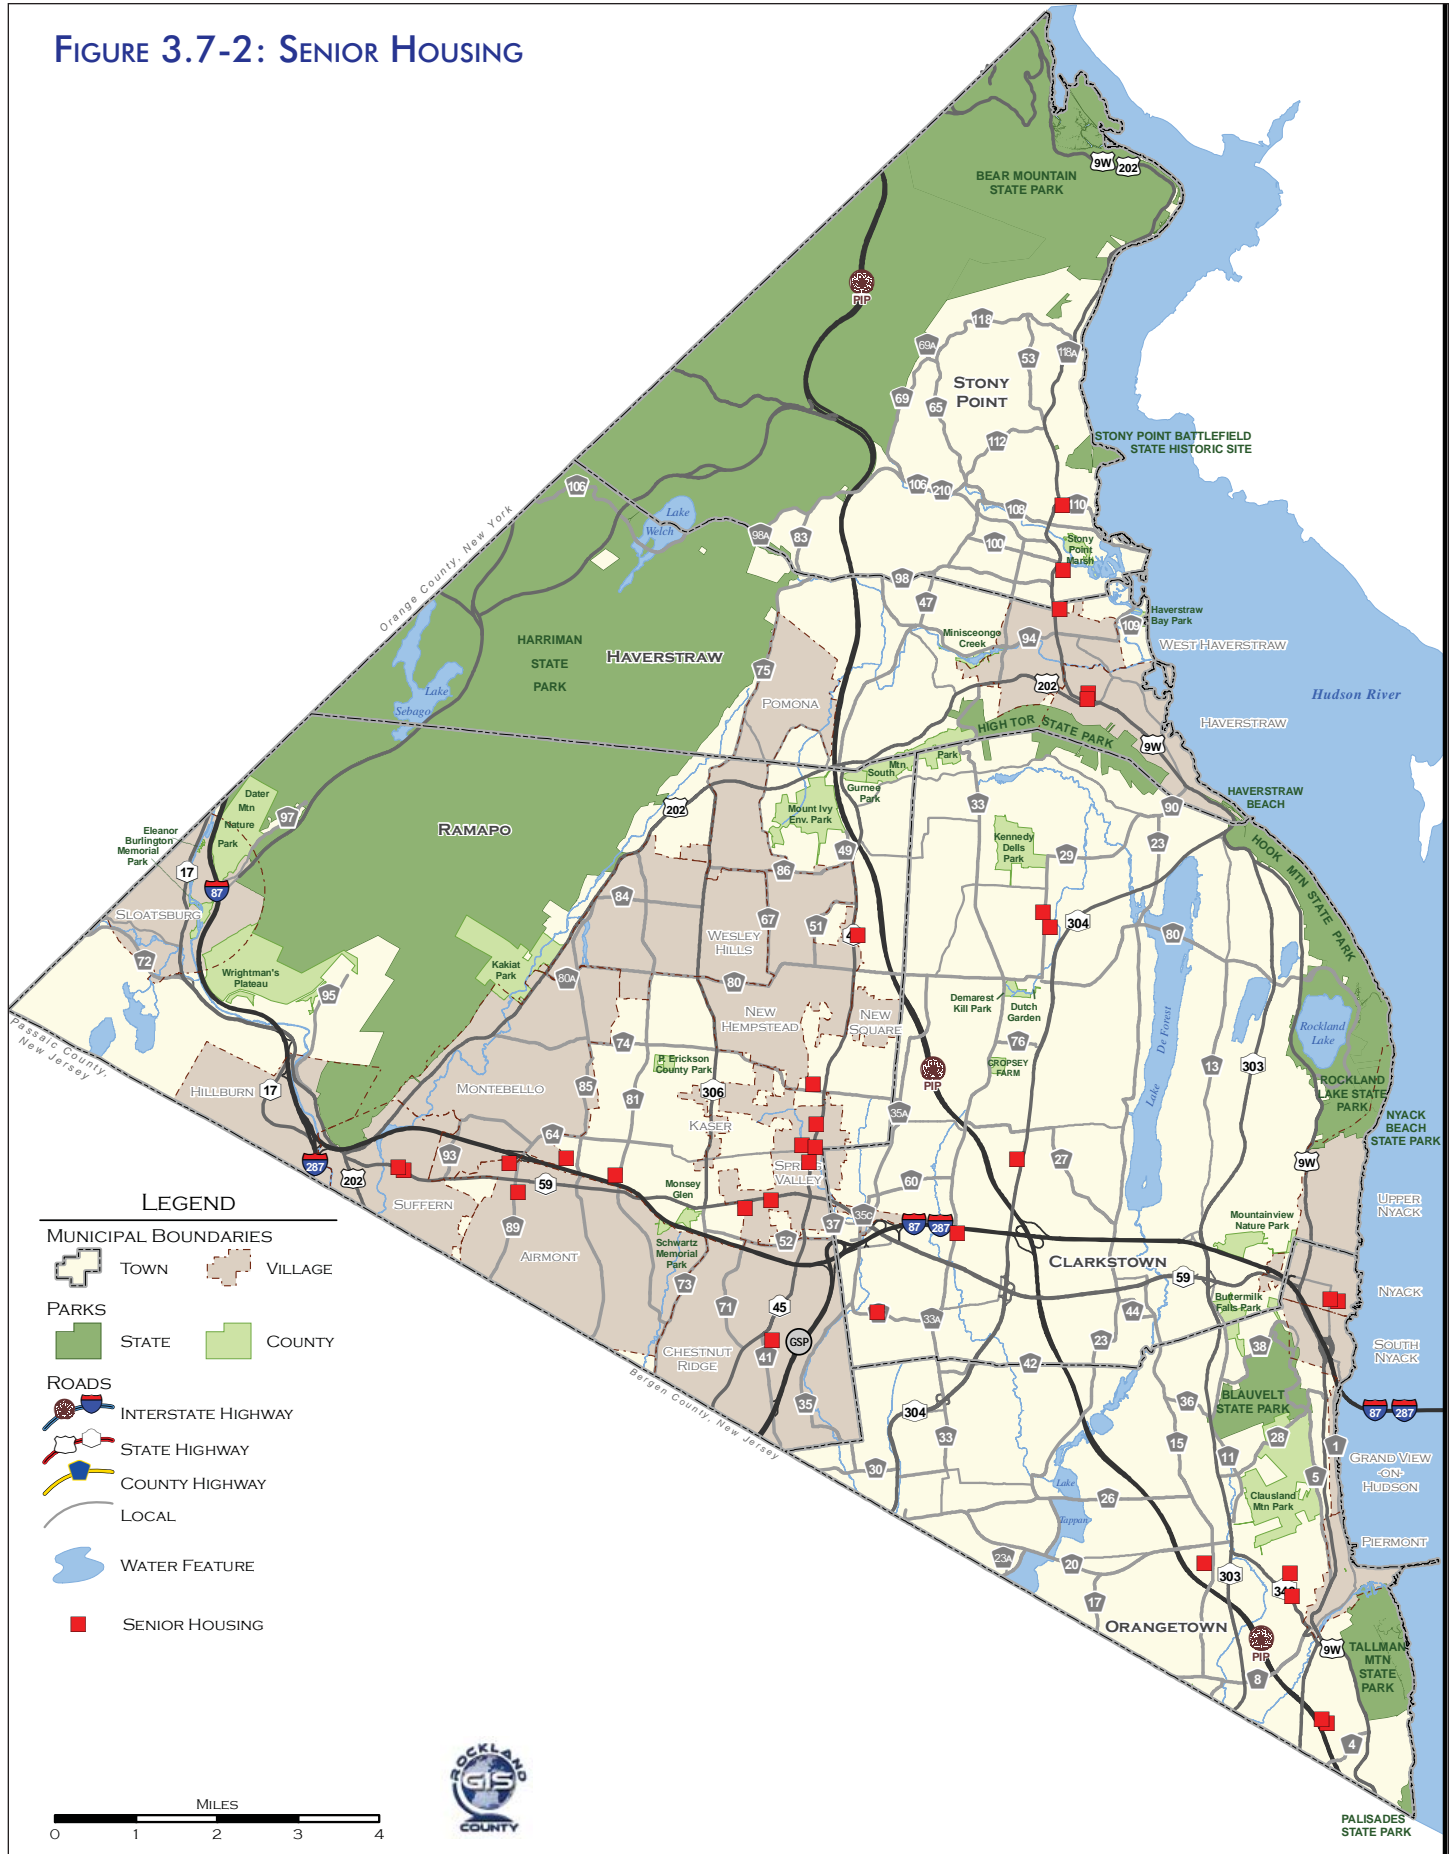 FIGURE 3.7-2: SENIOR HOUSING
BEAR MOUNTAIN
STATE PARK
9W
202
PIP
118
69A
53
118A
STONY
POINT
69
65
112
STONY POINT BATTLEFIELD
STATE HISTORIC SITE
106
106
210
108
110
Orange County, New York
Lake
Welch
98A
83
100
Stony
Point
Marsh
98
47
Haverstraw
Bay Park
109
Minisceongo
Creek
94
WEST HAVERSTRAW
HARRIMAN
STATE
PARK
HAVERSTRAW
75
202
Hudson River
Lake
Sebago
POMONA
HAVERSTRAW
HIGH TOR STATE PARK
9W
Park
Mtn
South
Gurnee
Park
HAVERSTRAW
BEACH
Dater
Mtn
Nature
Park
97
202
Mount Ivy
Env. Park
33
90
Eleanor
Burlington
Memorial
Park
RAMAPO
Kennedy
Dells
Park
23
29
49
HOOK MTN STATE PARK
17
87
86
84
67
51
SLOATSBURG
WESLEY
HILLS
304
80
72
Wrightman's
Plateau
Kakiat
Park
80A
80
95
NEW
HEMPSTEAD
NEW
SQUARE
Demarest
Kill Park
Dutch
Garden
Rockland
Lake
Passaic County,
New Jersey
74
76
De Forest
Lake
P. Erickson
County Park
CROPSEY
FARM
PIP
13
303
HILLBURN
17
MONTEBELLO
85
81
306
ROCKLAND
LAKE STATE
PARK
KASER
35A
NYACK
BEACH
STATE PARK
64
93
287
202
59
SPRING
VALLEY
27
9W
60
SUFFERN
Monsey
Glen
UPPER
NYACK
89
37
35C
87
287
Mountainview
Nature Park
52
AIRMONT
Schwartz
Memorial
Park
CLARKSTOWN
59
73
71
45
Buttermilk
Falls Park
NYACK
33A
44
GSP
23
38
SOUTH
NYACK
CHESTNUT
RIDGE
41
42
Bergen County, New Jersey
35
304
36
BLAUVELT
STATE PARK
87
287
33
15
28
11
1
GRAND VIEW
-ON-
HUDSON
30
5
Lake
Tappan
26
Clausland
Mtn Park
PIERMONT
23A
20
303
17
ORANGETOWN
PIP
9W
TALLMAN
MTN
STATE
PARK
8
4
PALISADES
STATE PARK
LEGEND
MUNICIPAL BOUNDARIES
TOWN
VILLAGE
PARKS
STATE
COUNTY
ROADS
INTERSTATE HIGHWAY
STATE HIGHWAY
COUNTY HIGHWAY
LOCAL
WATER FEATURE
SENIOR HOUSING
MILES
0 1 2 3 4
ROCKLAND
GIS
COUNTY